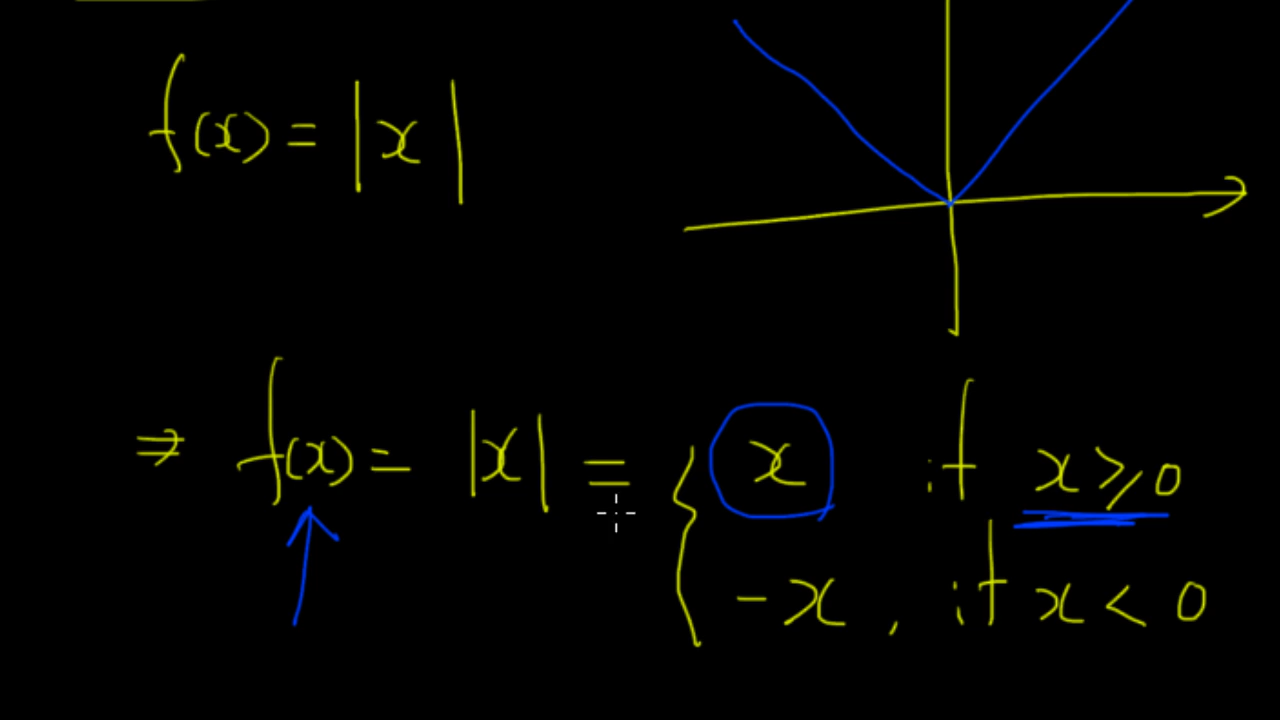 f(x) = |x|
⇒ f(x) = |x| = { x if x ⩾ 0
-x , if x < 0